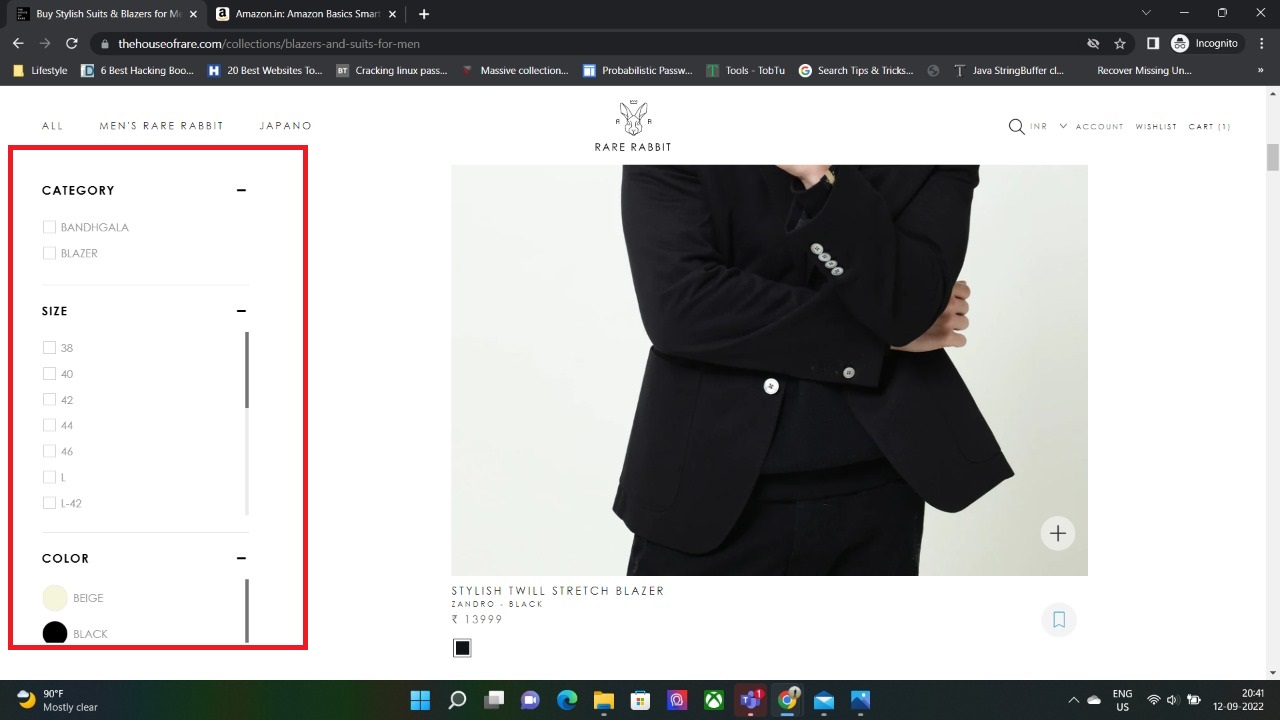 Buy Stylish Suits & Blazers for Me
Amazon.in: Amazon Basics Smart
thehouseofrare.com/collections/blazers-and-suits-for-men
Incognito
Lifestyle
6 Best Hacking Boo...
20 Best Websites To...
BT Cracking linux pass...
Massive collection...
Probabilistic Passw...
Tools - TobTu
Search Tips & Tricks...
Java StringBuffer cl...
Recover Missing Un...
»
ALL
MEN'S RARE RABBIT
JAPANO
R R
RARE RABBIT
INR
ACCOUNT
WISHLIST
CART (1)
CATEGORY
BANDHGALA
BLAZER
SIZE
38
40
42
44
46
L
L-42
COLOR
BEIGE
BLACK
STYLISH TWILL STRETCH BLAZER
ZANDRO - BLACK
₹ 13999
90°F
Mostly clear
1
ENG
US
20:41
12-09-2022